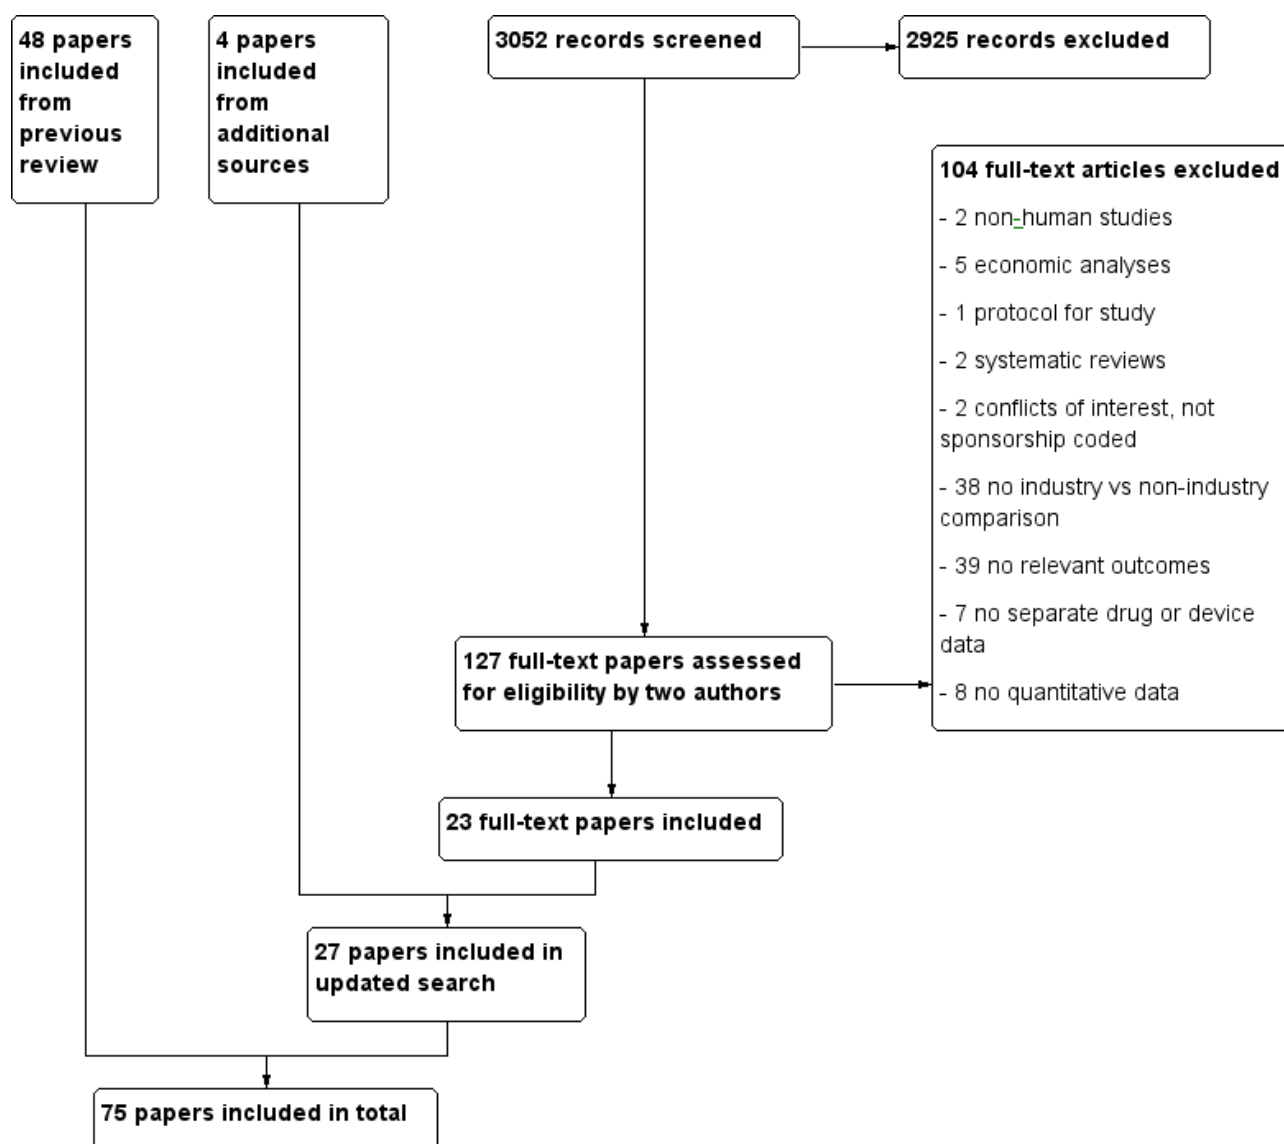 48 papers
included
from
previous
review
4 papers
included
from
additional
sources
3052 records screened
2925 records excluded
104 full-text articles excluded
- 2 non-human studies
- 5 economic analyses
- 1 protocol for study
- 2 systematic reviews
- 2 conflicts of interest, not
sponsorship coded
- 38 no industry vs non-industry
comparison
- 39 no relevant outcomes
- 7 no separate drug or device
data
- 8 no quantitative data
127 full-text papers assessed
for eligibility by two authors
23 full-text papers included
27 papers included in
updated search
75 papers included in total